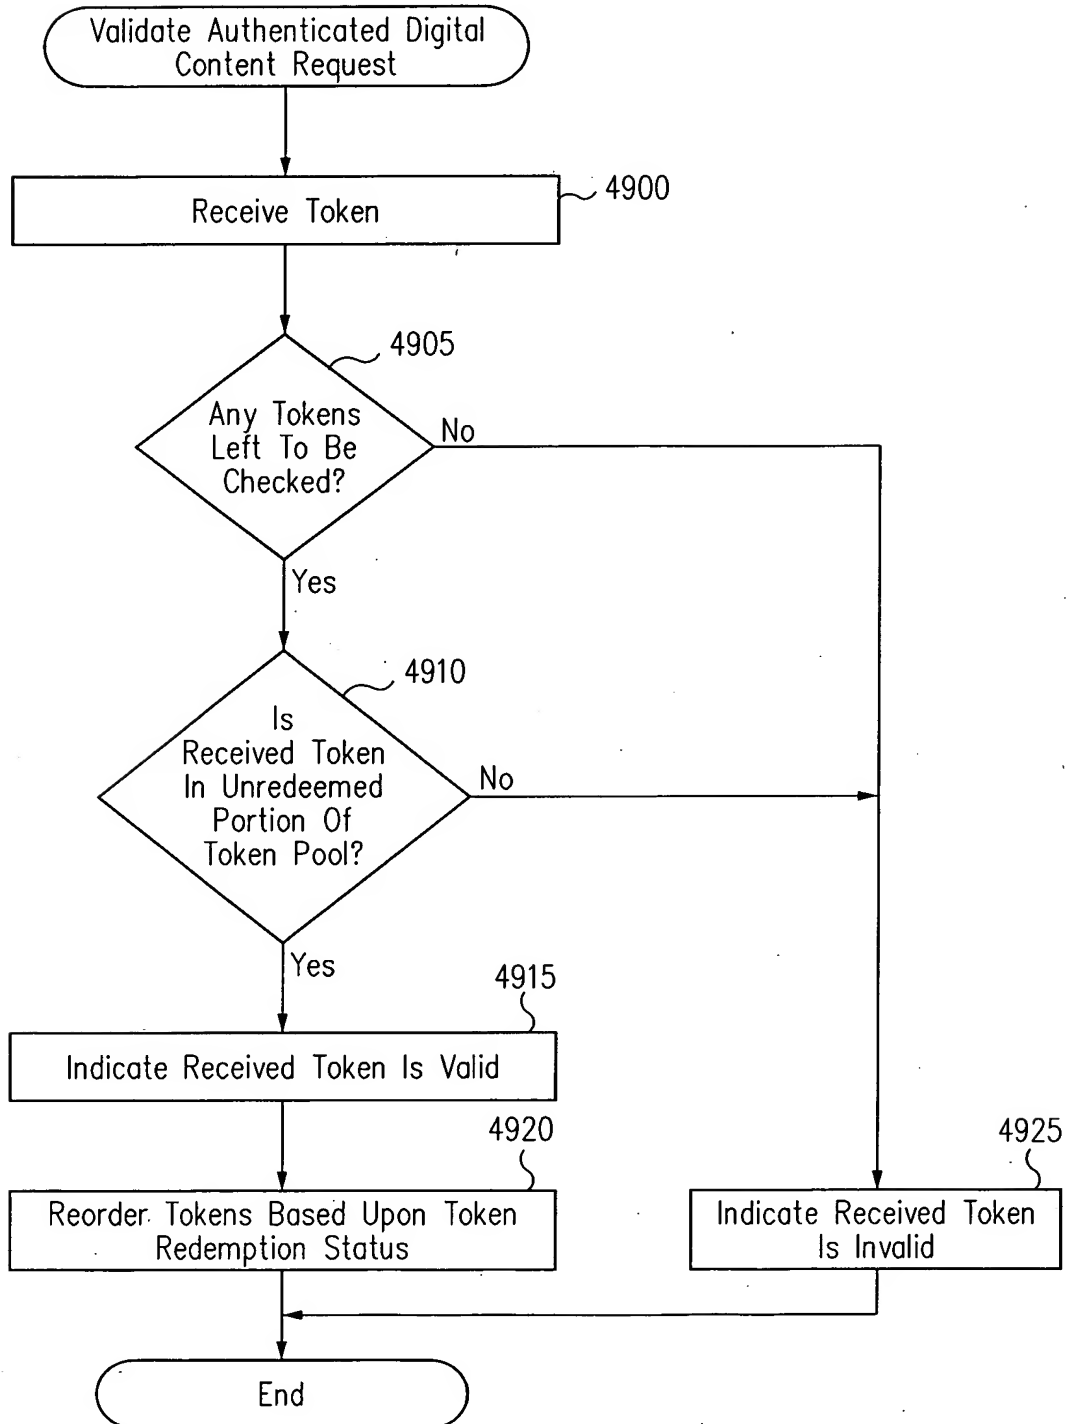 Validate Authenticated Digital
Content Request
Receive Token
4900
4905
Any Tokens
Left To Be
Checked?
No
Yes
4910
Is
Received Token
In Unredeemed
Portion Of
Token Pool?
No
Yes
4915
Indicate Received Token Is Valid
4920
Reorder Tokens Based Upon Token
Redemption Status
4925
Indicate Received Token
Is Invalid
End